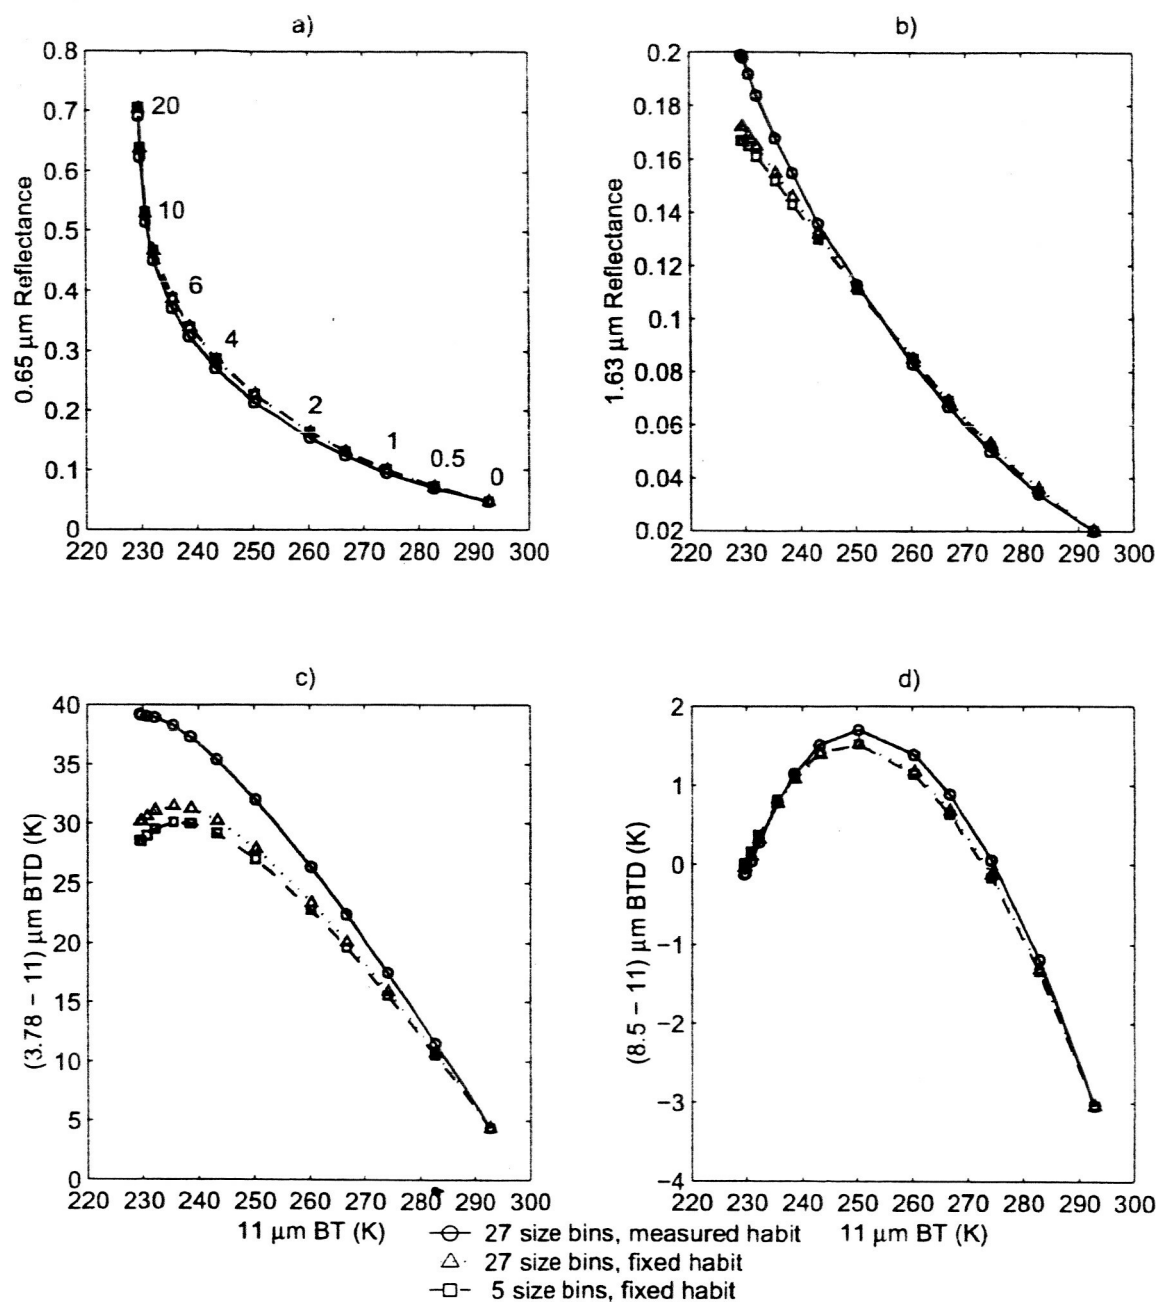 a)
0.8
0.7
0.6
0.5
0.4
0.3
0.2
0.1
0
0.65 µm Reflectance
20
10
6
4
2
1
0.5
0
220 230 240 250 260 270 280 290 300
b)
0.2
0.18
0.16
0.14
0.12
0.1
0.08
0.06
0.04
0.02
1.63 µm Reflectance
220 230 240 250 260 270 280 290 300
c)
40
35
30
25
20
15
10
5
0
(3.78 − 11) µm BTD (K)
220 230 240 250 260 270 280 290 300
11 µm BT (K)
d)
2
1
0
−1
−2
−3
−4
(8.5 − 11) µm BTD (K)
220 230 240 250 260 270 280 290 300
11 µm BT (K)
27 size bins, measured habit
27 size bins, fixed habit
5 size bins, fixed habit